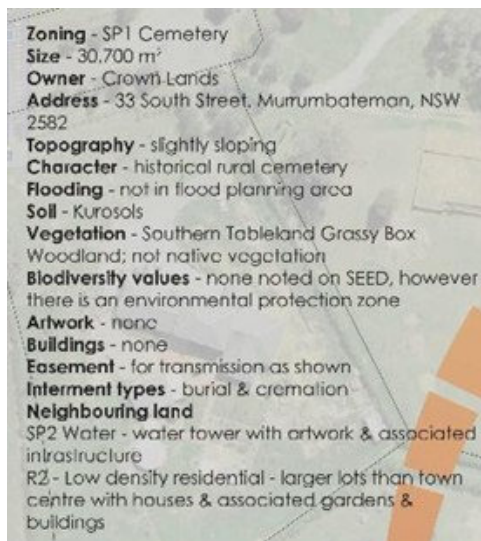 Zoning - SP1 Cemetery
Size - 30,700 m²
Owner - Crown Lands
Address - 33 South Street, Murrumbateman, NSW
2582
Topography - slightly sloping
Character - historical rural cemetery
Flooding - not in flood planning area
Soil - Kurosols
Vegetation - Southern Tableland Grassy Box
Woodland; not native vegetation
Biodiversity values - none noted on SEED, however
there is an environmental protection zone
Artwork - none
Buildings - none
Easement - for transmission as shown
Interment types - burial & cremation
Neighbouring land
SP2 Water - water tower with artwork & associated
infrastructure
R2 - Low density residential - larger lots than town
centre with houses & associated gardens &
buildings